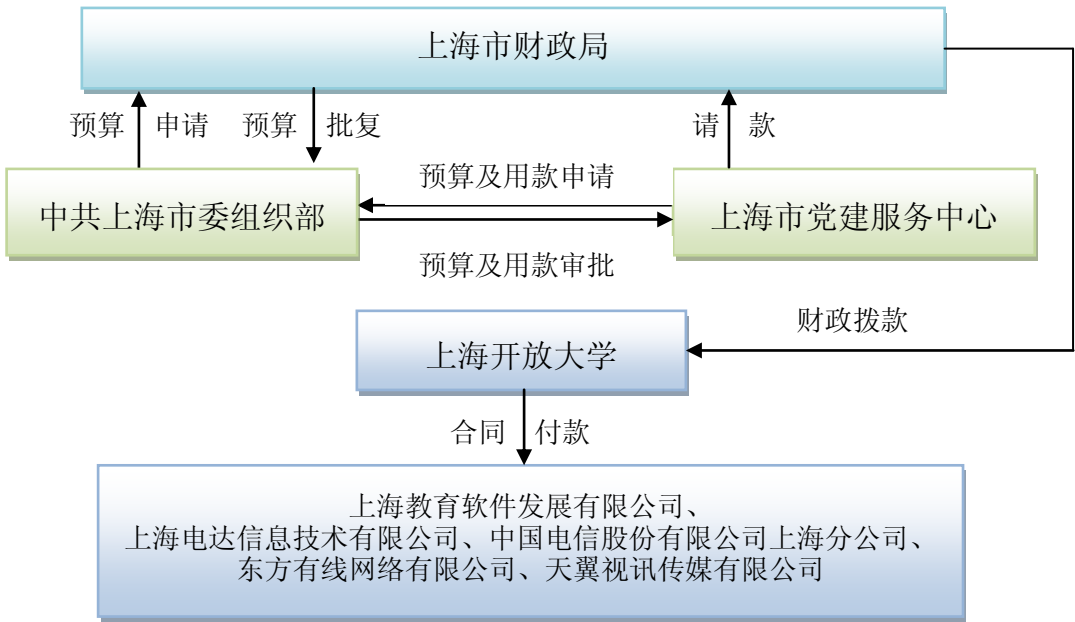 上海市财政局
预算 申请 预算 批复 请 款
预算及用款申请
中共上海市委组织部 上海市党建服务中心
预算及用款审批
财政拨款
上海开放大学
合同 付款
上海教育软件发展有限公司、
上海电达信息技术有限公司、中国电信股份有限公司上海分公司、
东方有线网络有限公司、天翼视讯传媒有限公司